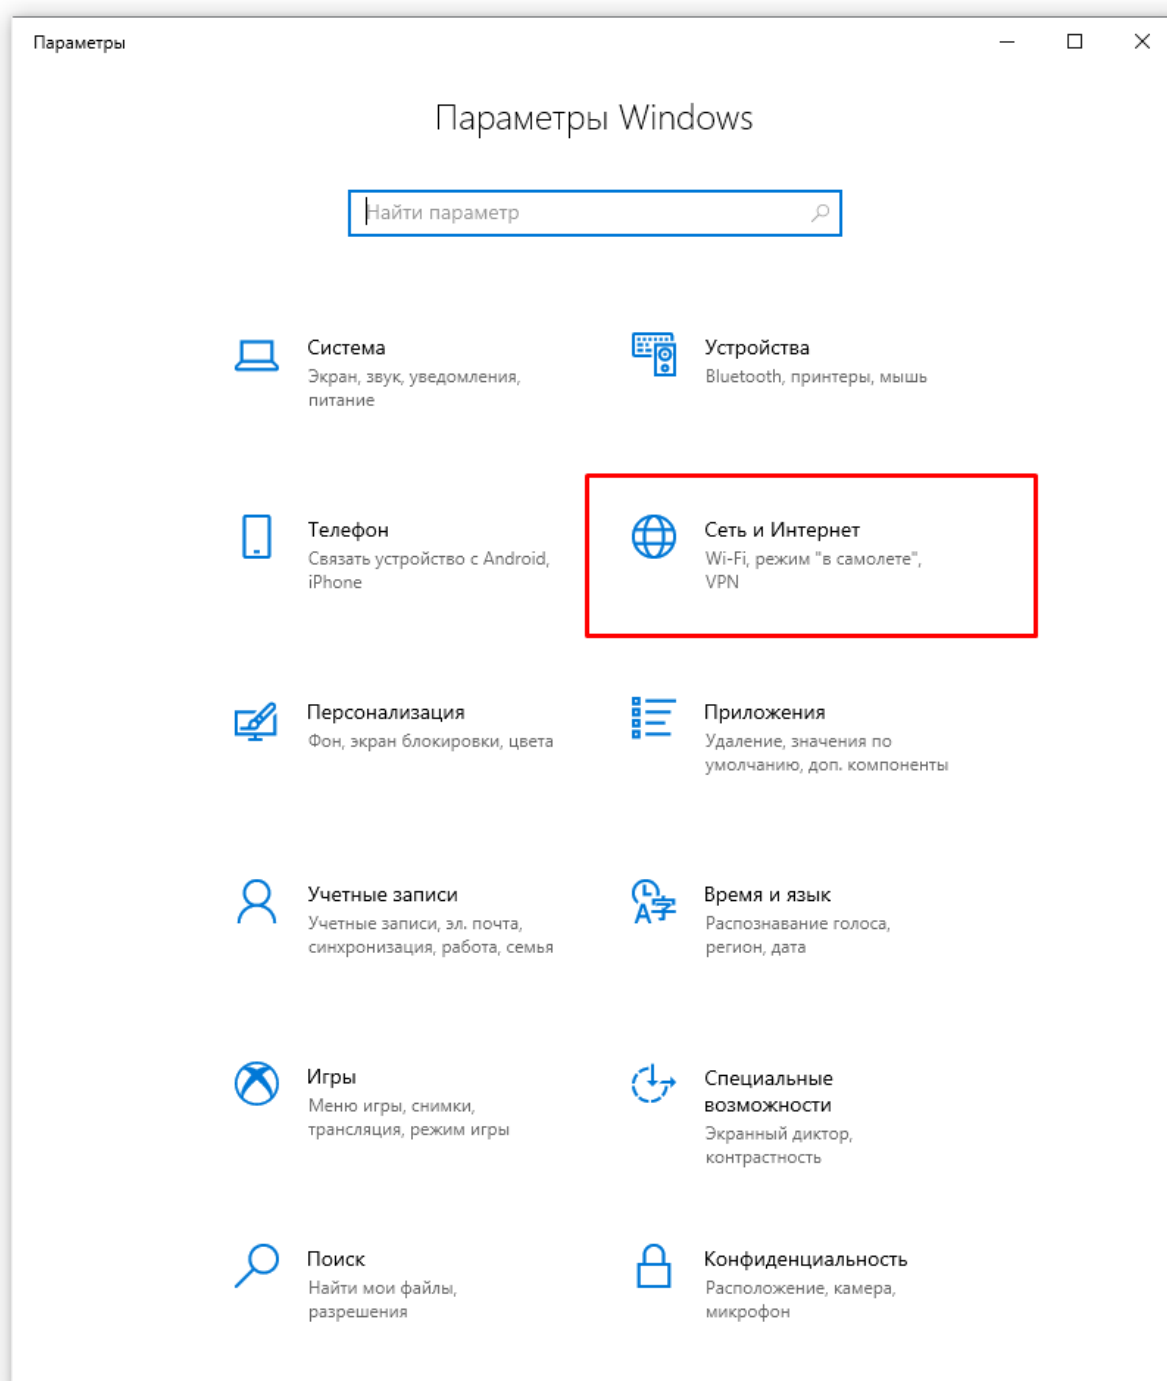 Параметры
Параметры Windows
Найти параметр
Система
Экран, звук, уведомления,
питание
Устройства
Bluetooth, принтеры, мышь
Телефон
Связать устройство с Android,
iPhone
Сеть и Интернет
Wi-Fi, режим "в самолете",
VPN
Персонализация
Фон, экран блокировки, цвета
Приложения
Удаление, значения по
умолчанию, доп. компоненты
Учетные записи
Учетные записи, эл. почта,
синхронизация, работа, семья
Время и язык
Распознавание голоса,
регион, дата
Игры
Меню игры, снимки,
трансляция, режим игры
Специальные
возможности
Экранный диктор,
контрастность
Поиск
Найти мои файлы,
разрешения
Конфиденциальность
Расположение, камера,
микрофон